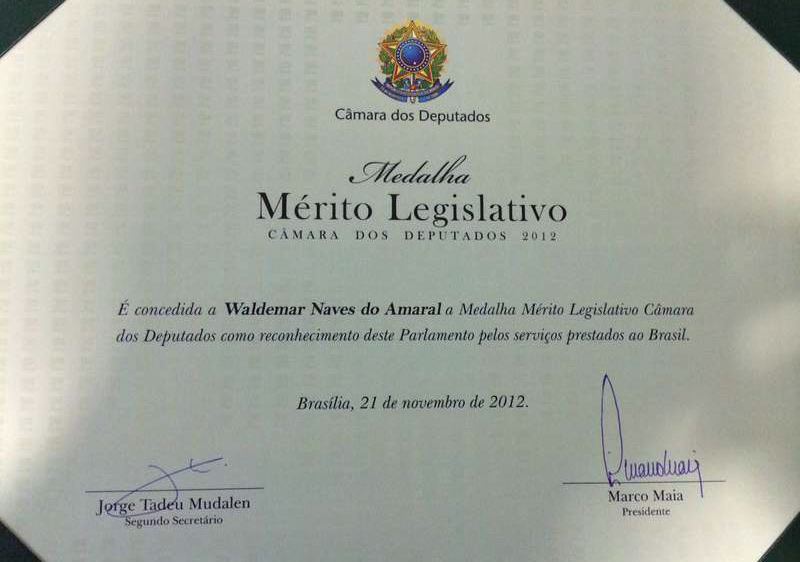 Câmara dos Deputados
Medalha
Mérito Legislativo
CÂMARA DOS DEPUTADOS 2012
É concedida a Waldemar Naves do Amaral a Medalha Mérito Legislativo Câmara
dos Deputados como reconhecimento deste Parlamento pelos serviços prestados ao Brasil.
Brasília, 21 de novembro de 2012.
Jorge Tadeu Mudalen
Segundo Secretário
Marco Maia
Presidente